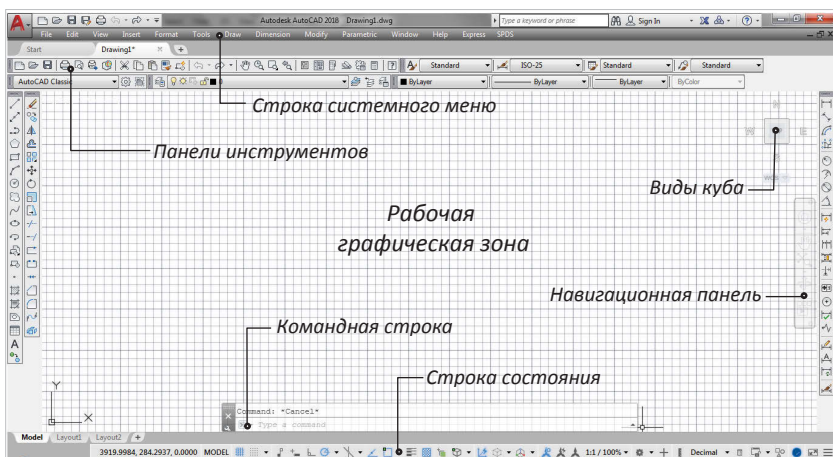 Autodesk AutoCAD 2018 Drawing1.dwg Type a keyword or phrase Sign In
File Edit View Insert Format Tools Draw Dimension Modify Parametric Window Help Express SPDS
Start Drawing1*
Standard ISO-25 Standard Standard
AutoCAD Classic 0 ByLayer ByLayer ByLayer ByColor
Строка системного меню
Панели инструментов
Виды куба
Рабочая
графическая зона
Навигационная панель
Командная строка
Строка состояния
Y
X
Command: *Cancel*
Type a command
Model Layout1 Layout2 +
3919.9984, 284.2937, 0.0000 MODEL 1:1 / 100% Decimal